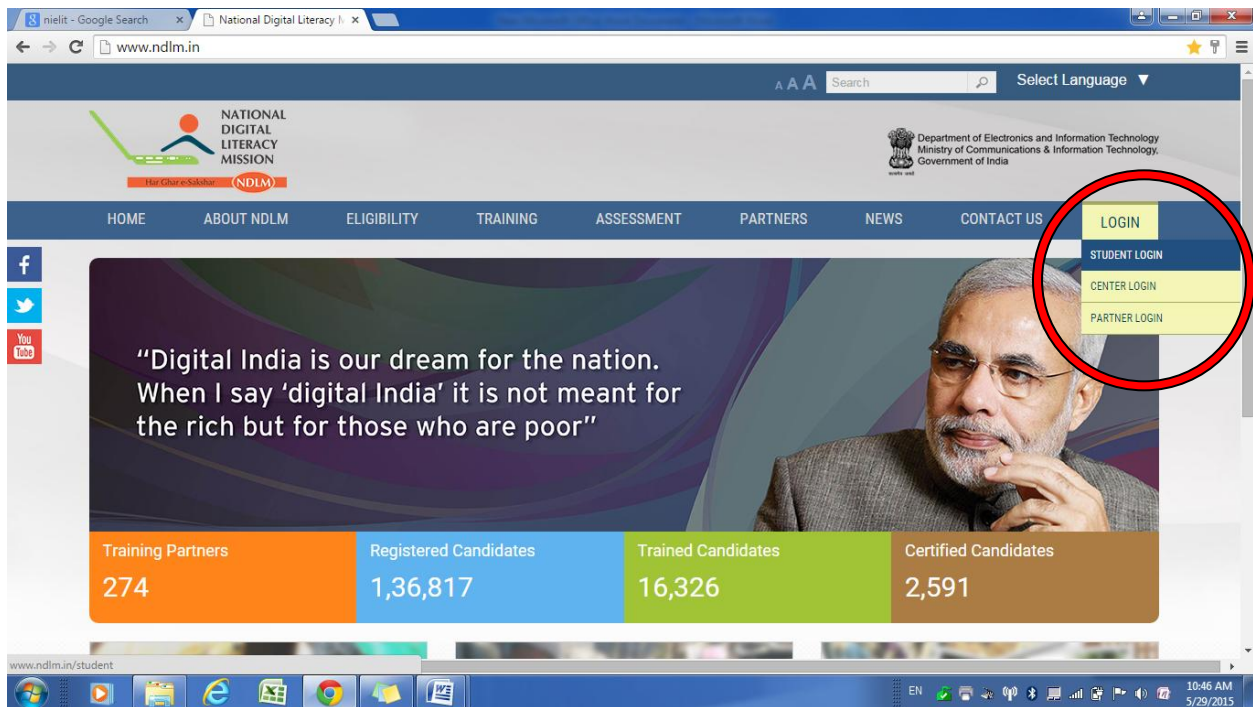 nielit - Google Search
National Digital Literacy
www.ndlm.in
A A A Search Select Language ▼
NATIONAL
DIGITAL
LITERACY
MISSION
Har Ghar e-Sakshar (NDLM)
Department of Electronics and Information Technology
Ministry of Communications & Information Technology,
Government of India
HOME ABOUT NDLM ELIGIBILITY TRAINING ASSESSMENT PARTNERS NEWS CONTACT US LOGIN
STUDENT LOGIN
CENTER LOGIN
PARTNER LOGIN
f
You
Tube
“Digital India is our dream for the nation.
When I say ‘digital India’ it is not meant for
the rich but for those who are poor”
Training Partners Registered Candidates Trained Candidates Certified Candidates
274 1,36,817 16,326 2,591
www.ndlm.in/student
EN 10:46 AM
5/29/2015